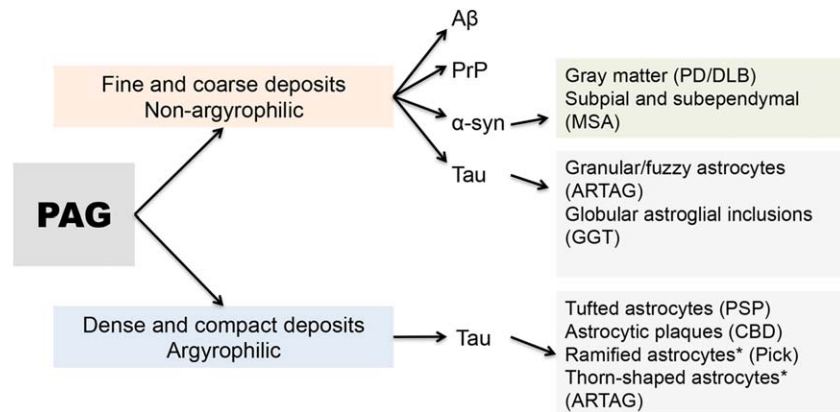 PAG
Fine and coarse deposits
Non-argyrophilic
Aβ
PrP
α-syn
Tau
Gray matter (PD/DLB)
Subpial and subependymal
(MSA)
Granular/fuzzy astrocytes
(ARTAG)
Globular astroglial inclusions
(GGT)
Dense and compact deposits
Argyrophilic
Tau
Tufted astrocytes (PSP)
Astrocytic plaques (CBD)
Ramified astrocytes* (Pick)
Thorn-shaped astrocytes*
(ARTAG)